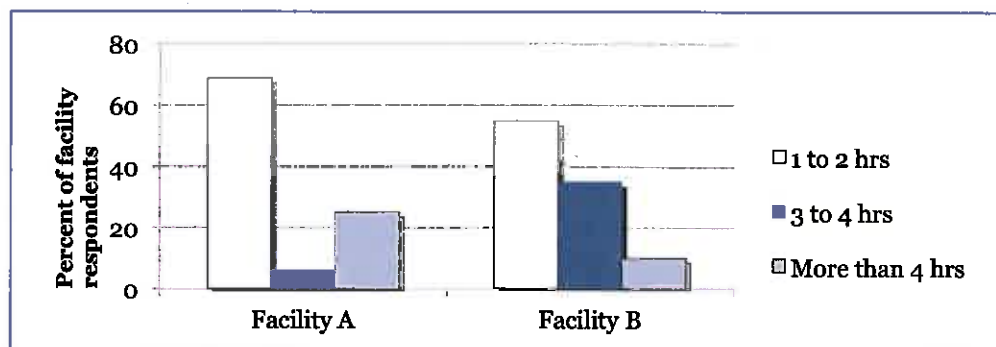 Percent of facility
respondents
80
60
40
20
0
Facility A
Facility B
1 to 2 hrs
3 to 4 hrs
More than 4 hrs